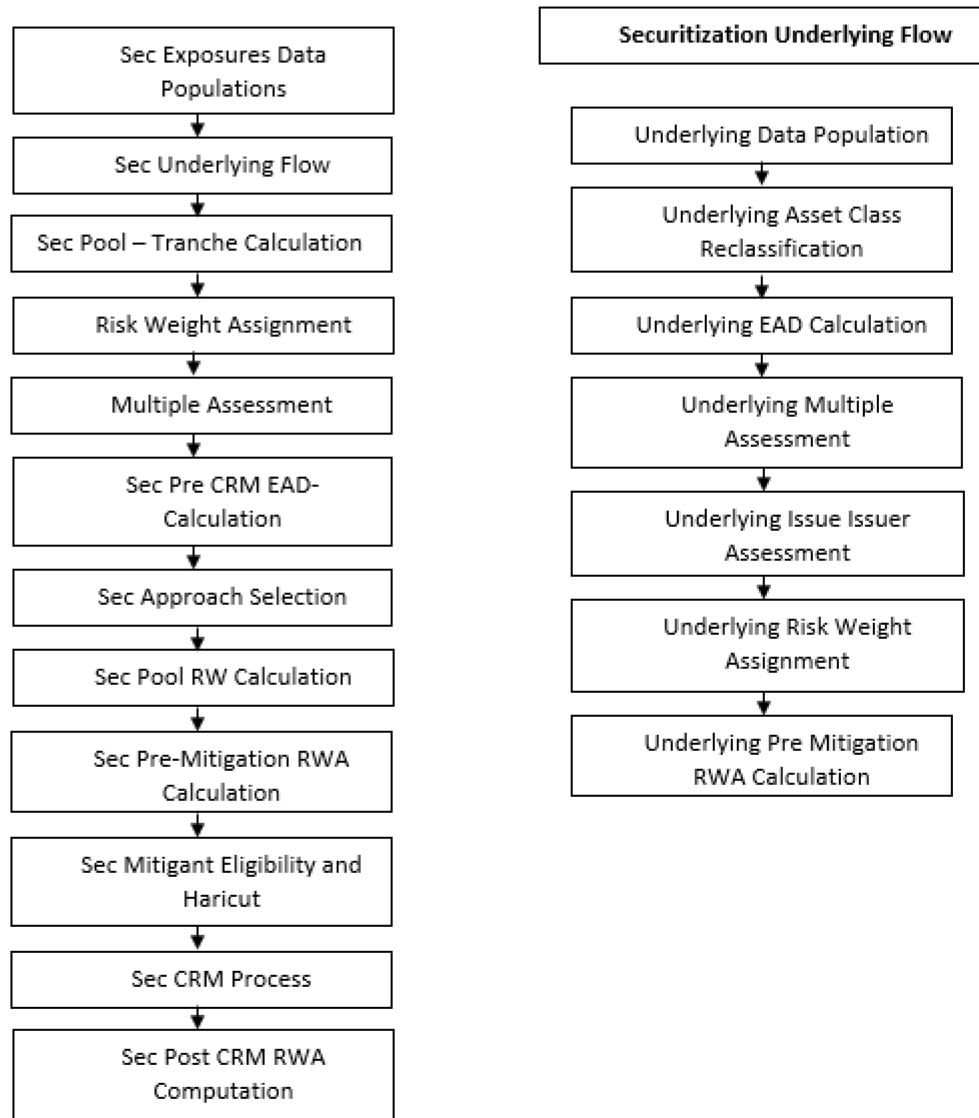 Sec Exposures Data
Populations
Sec Underlying Flow
Sec Pool – Tranche Calculation
Risk Weight Assignment
Multiple Assessment
Sec Pre CRM EAD-
Calculation
Sec Approach Selection
Sec Pool RW Calculation
Sec Pre-Mitigation RWA
Calculation
Sec Mitigant Eligibility and
Haricut
Sec CRM Process
Sec Post CRM RWA
Computation
Securitization Underlying Flow
Underlying Data Population
Underlying Asset Class
Reclassification
Underlying EAD Calculation
Underlying Multiple
Assessment
Underlying Issue Issuer
Assessment
Underlying Risk Weight
Assignment
Underlying Pre Mitigation
RWA Calculation